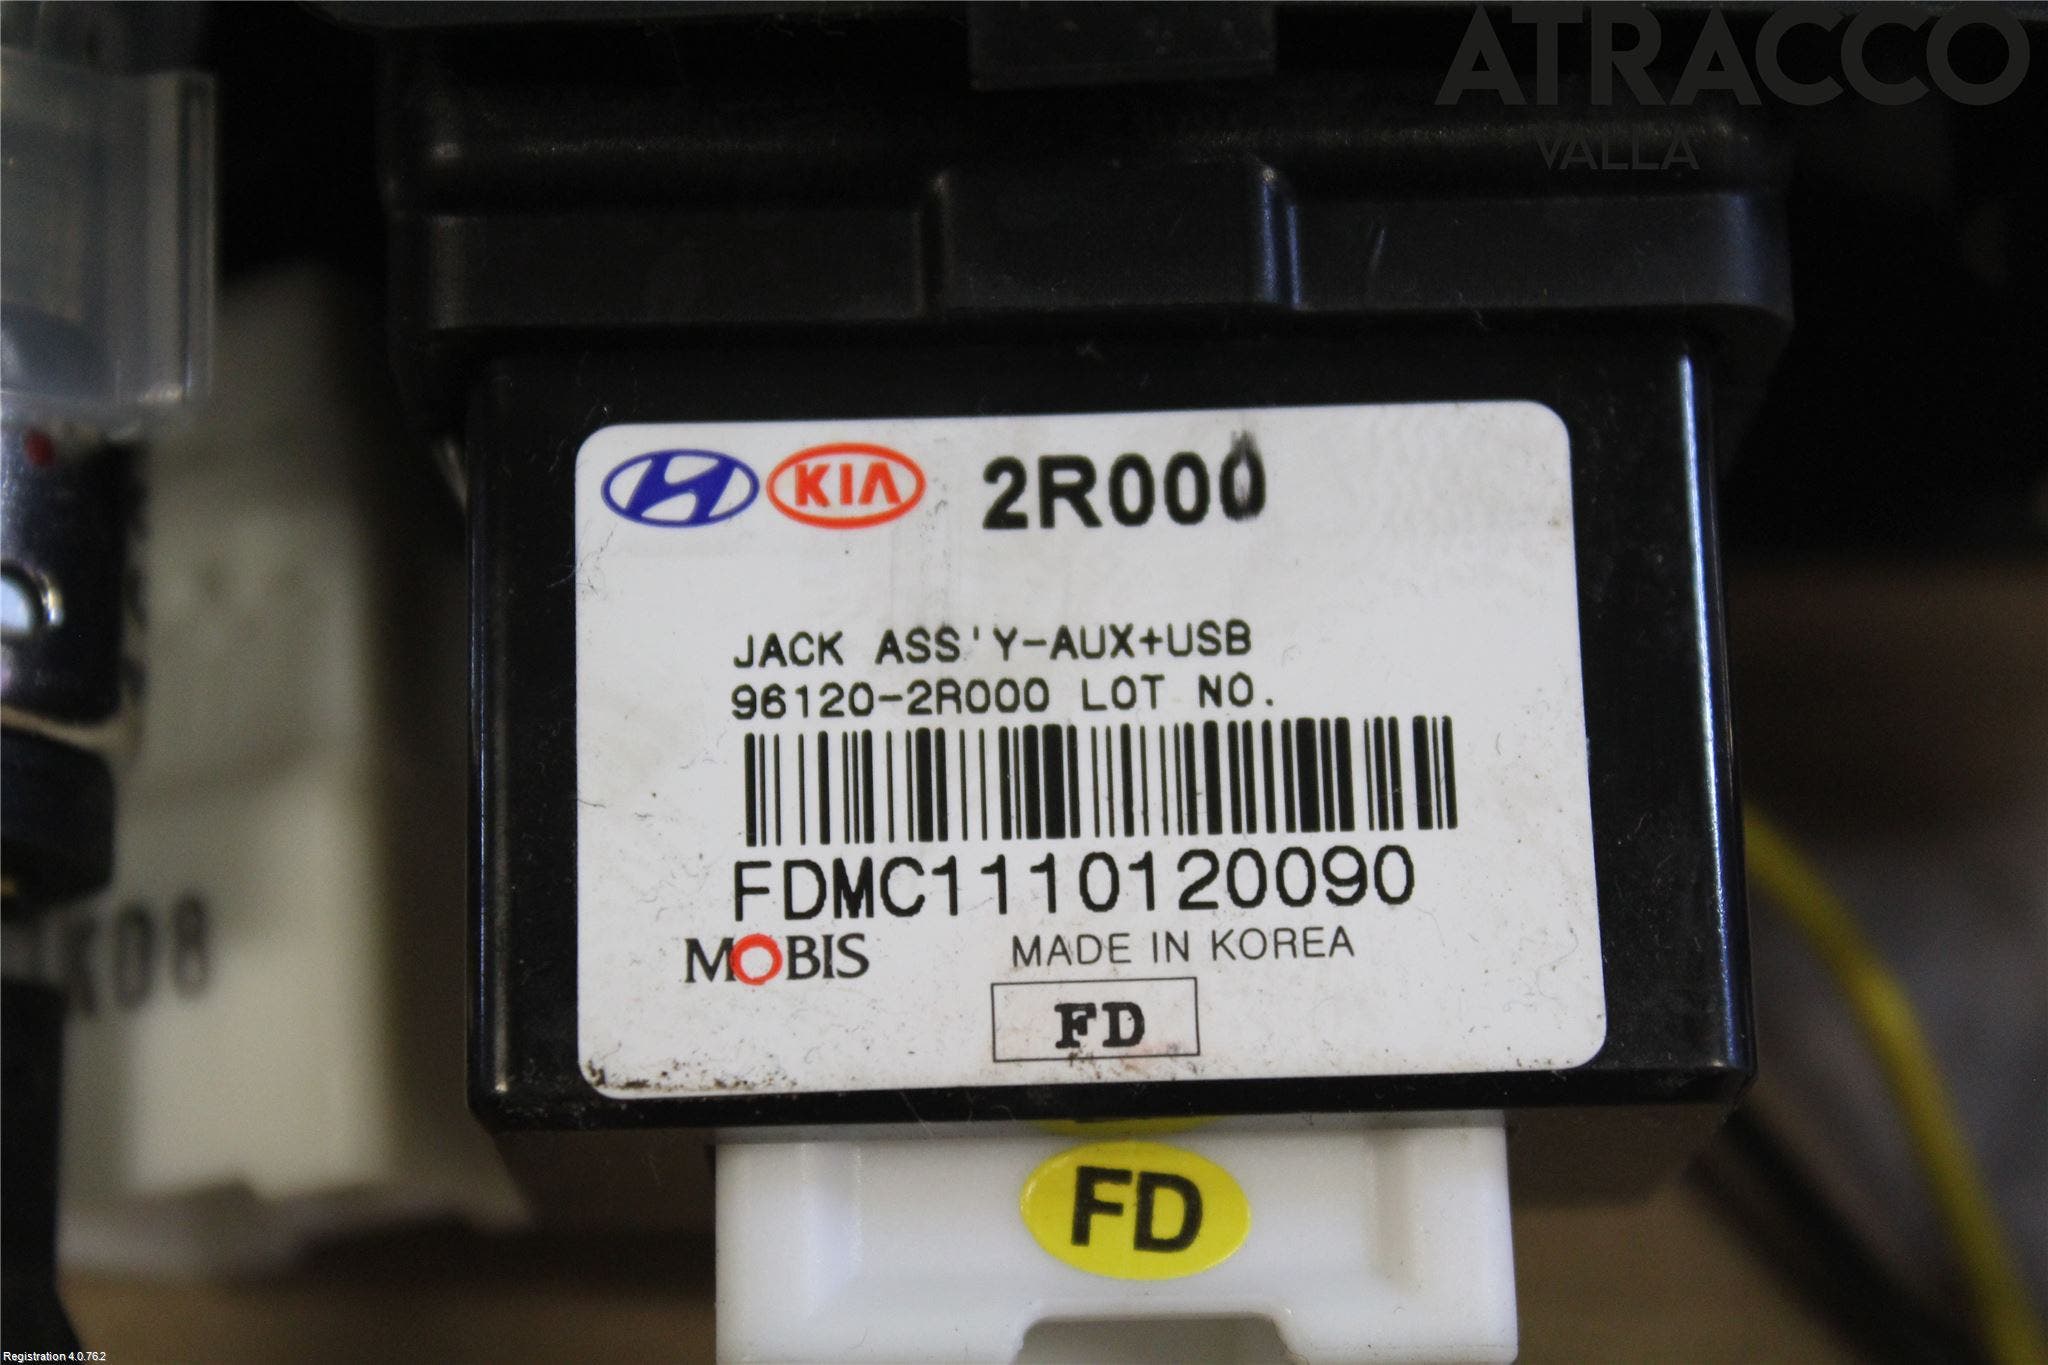 ATRACCO
VALLA
KIA 2R000
JACK ASS'Y-AUX+USB
96120-2R000 LOT NO.
FDMC1110120090
MOBIS MADE IN KOREA
FD
FD
Registration 4.0.76.2